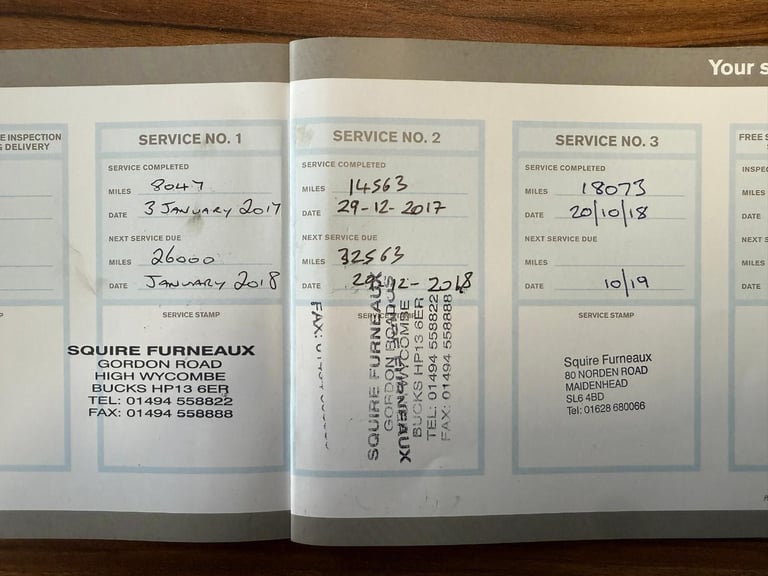 Your s
E INSPECTION
G DELIVERY
SERVICE NO. 1
SERVICE COMPLETED
MILES 8047
DATE 3 JANUARY 2017
NEXT SERVICE DUE
MILES 26000
DATE JANUARY 2018
SERVICE STAMP
SQUIRE FURNEAUX
GORDON ROAD
HIGH WYCOMBE
BUCKS HP13 6ER
TEL: 01494 558822
FAX: 01494 558888
SERVICE NO. 2
SERVICE COMPLETED
MILES 14563
DATE 29-12-2017
NEXT SERVICE DUE
MILES 32563
DATE 29-12-2018
SQUIRE FURNEAUX
GORDON
WYCOMBE
BUCKS HP13 6ER
TEL: 01494 558822
FAX: 01494 558888
FAX:
SERVICE NO. 3
SERVICE COMPLETED
MILES 18073
DATE 20/10/18
NEXT SERVICE DUE
MILES
DATE 10/19
SERVICE STAMP
Squire Furneaux
80 NORDEN ROAD
MAIDENHEAD
SL6 4BD
Tel: 01628 680066
FREE S
INSPEC
MILES
DATE
NEXT S
MILES
DATE